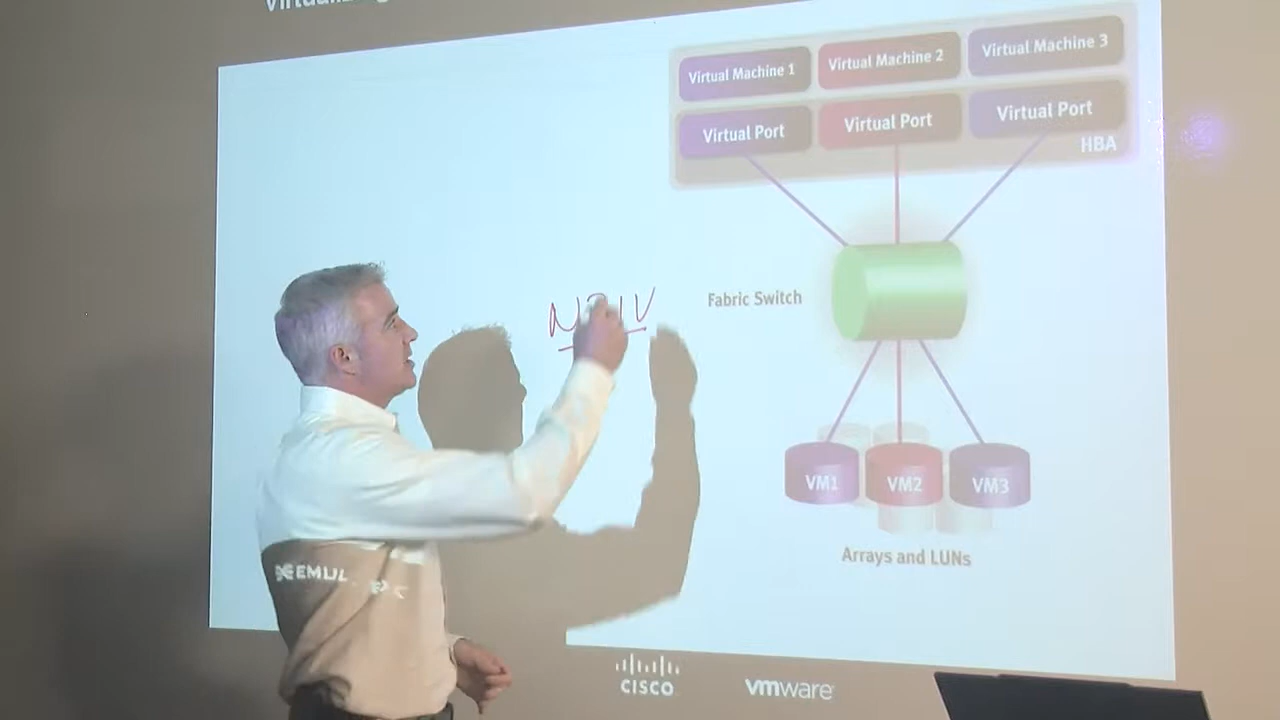 Virtual Machine 1
Virtual Machine 2
Virtual Machine 3
Virtual Port
Virtual Port
Virtual Port
HBA
Fabric Switch
VM1
VM2
VM3
Arrays and LUNs
CISCO
vmware